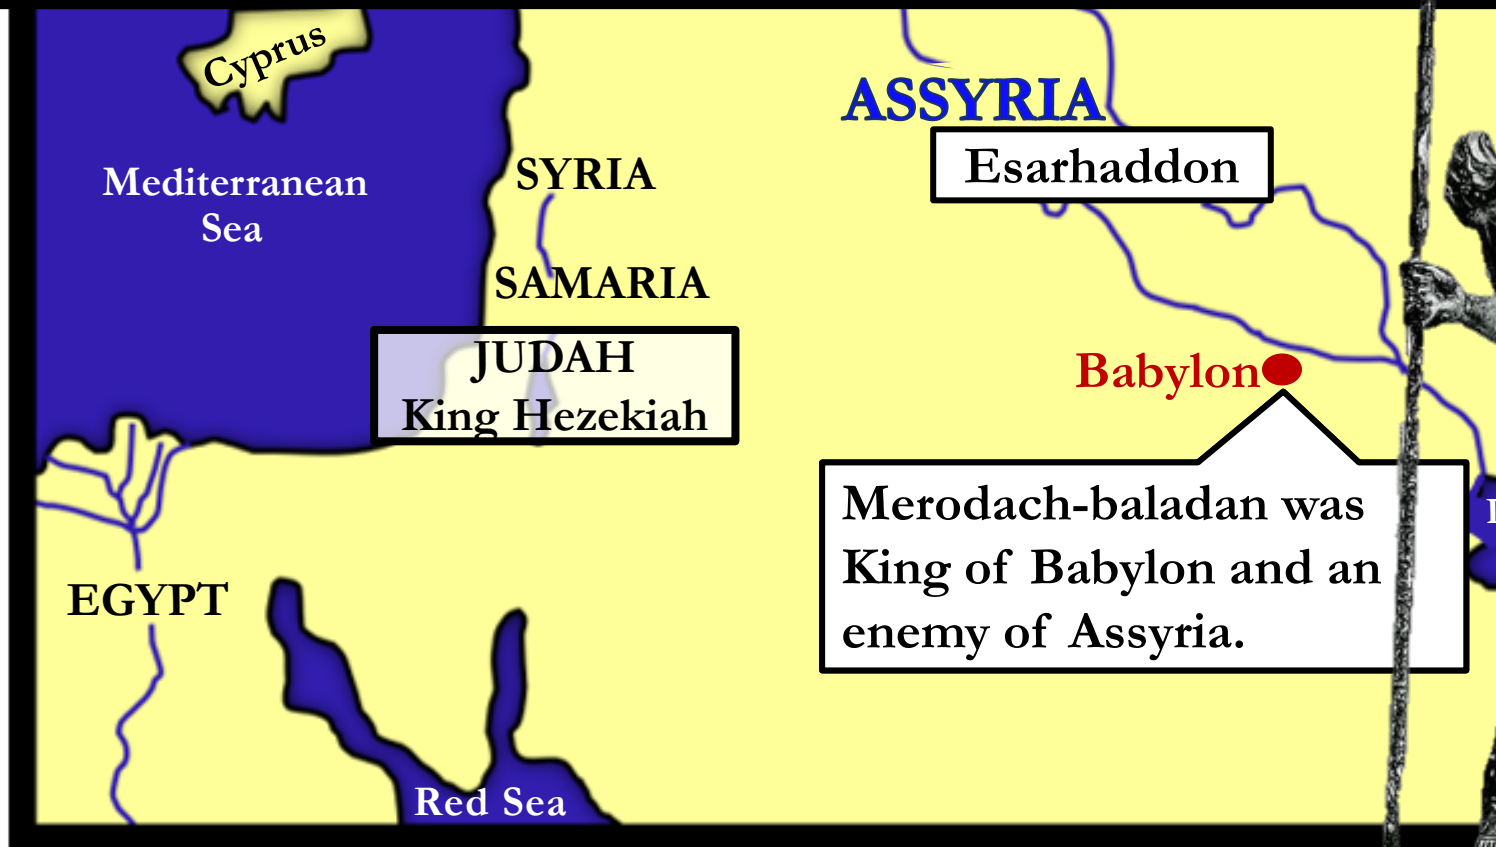 Cyprus
ASSYRIA
Esarhaddon
Mediterranean
Sea
SYRIA
SAMARIA
JUDAH
King Hezekiah
Babylon
Merodach-baladan was
King of Babylon and an
enemy of Assyria.
EGYPT
Red Sea